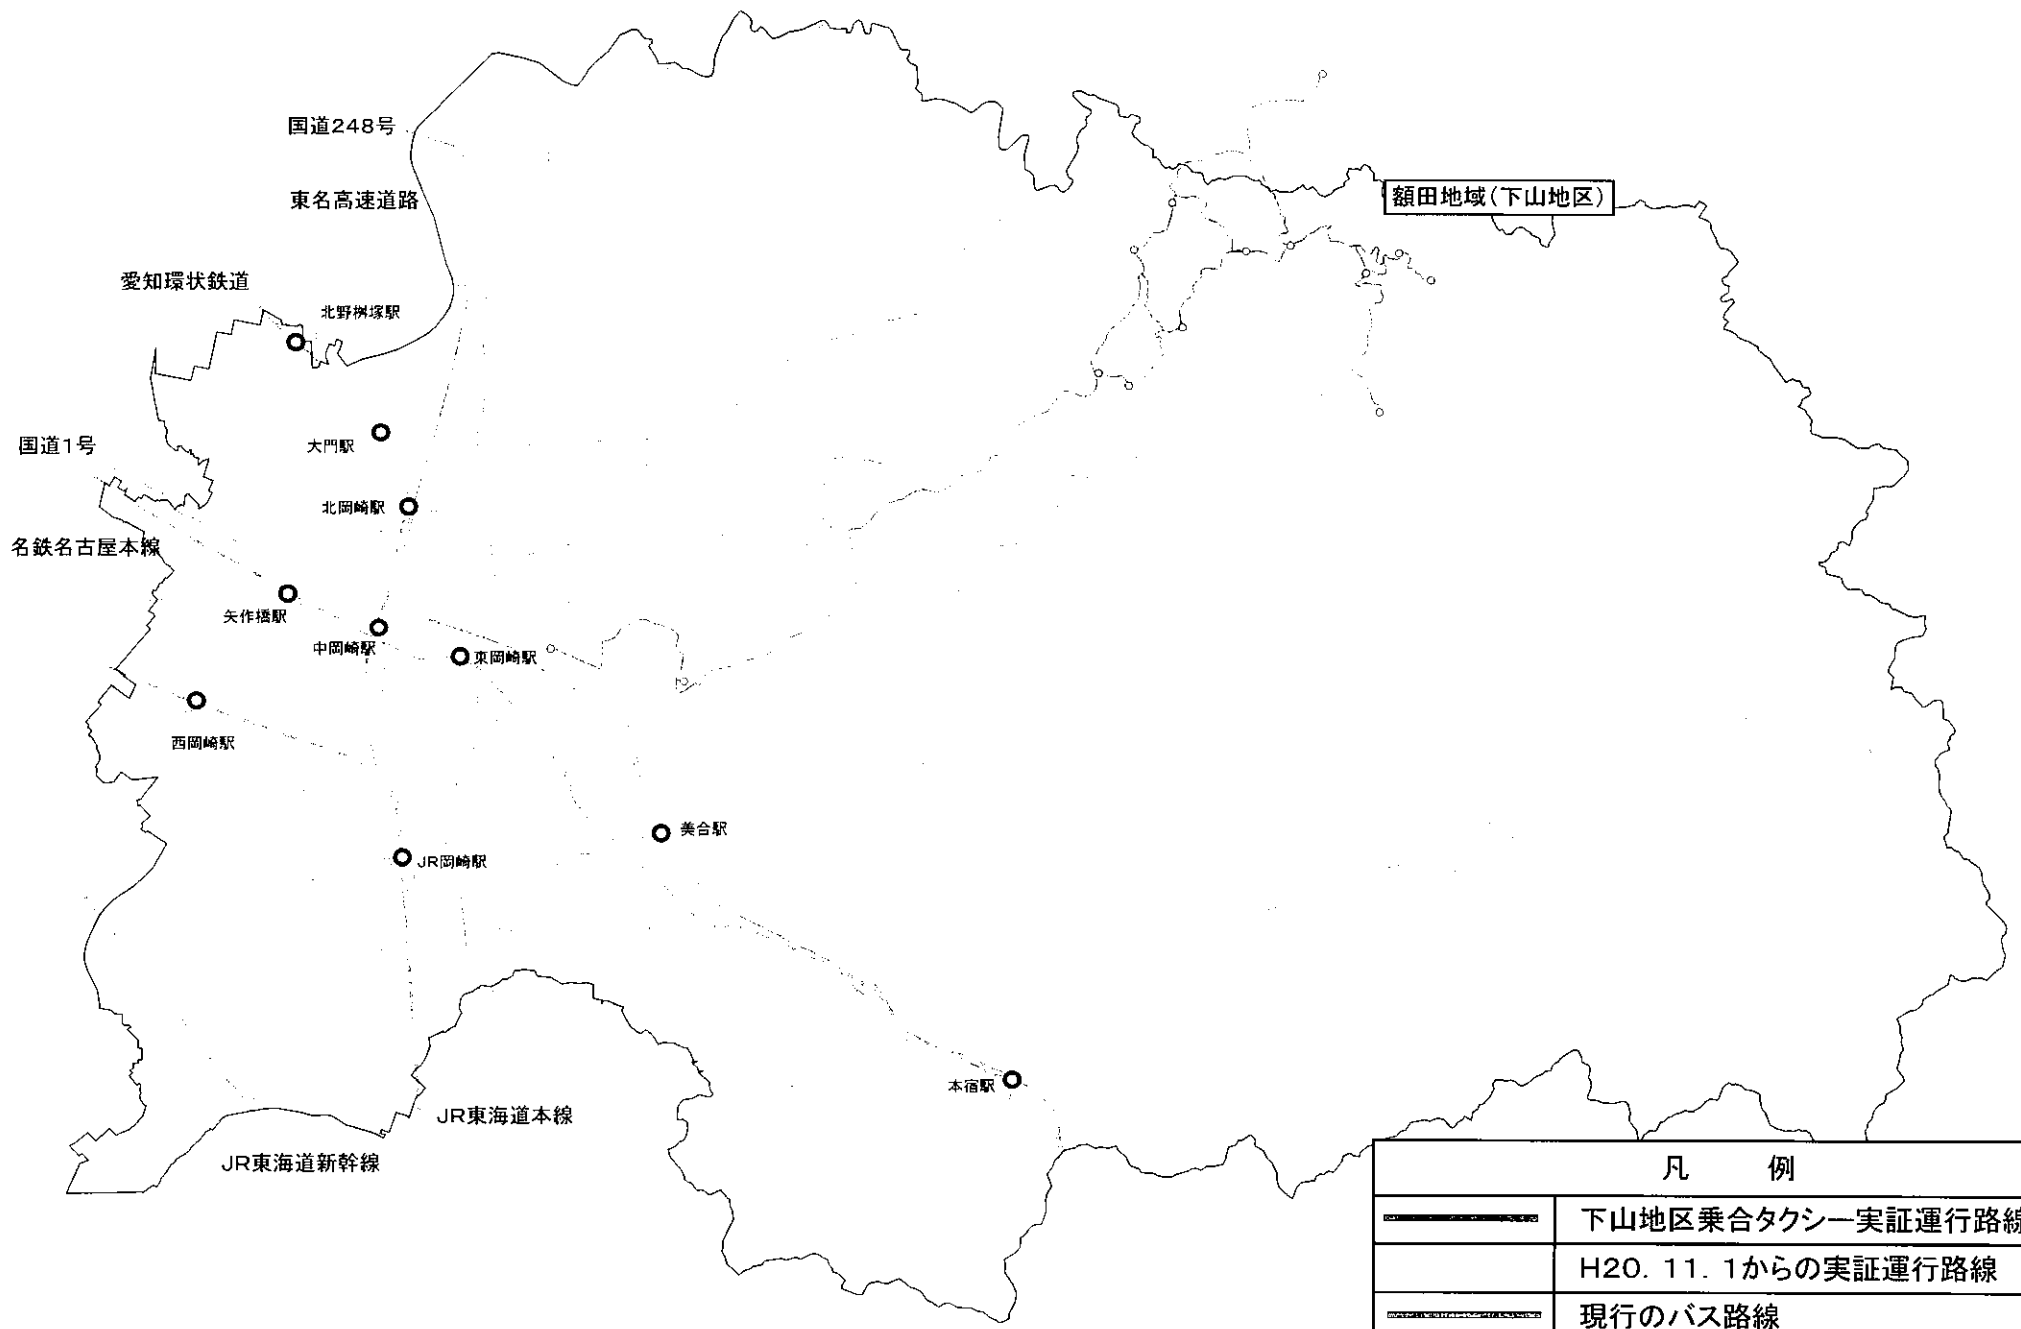 国道248号
東名高速道路
額田地域(下山地区)
愛知環状鉄道
北野桝塚駅
国道1号
大門駅
北岡崎駅
名鉄名古屋本線
矢作橋駅
中岡崎駅
東岡崎駅
西岡崎駅
美合駅
JR岡崎駅
本宿駅
JR東海道本線
JR東海道新幹線
凡 例
下山地区乗合タクシー実証運行路線
H20. 11. 1からの実証運行路線
現行のバス路線